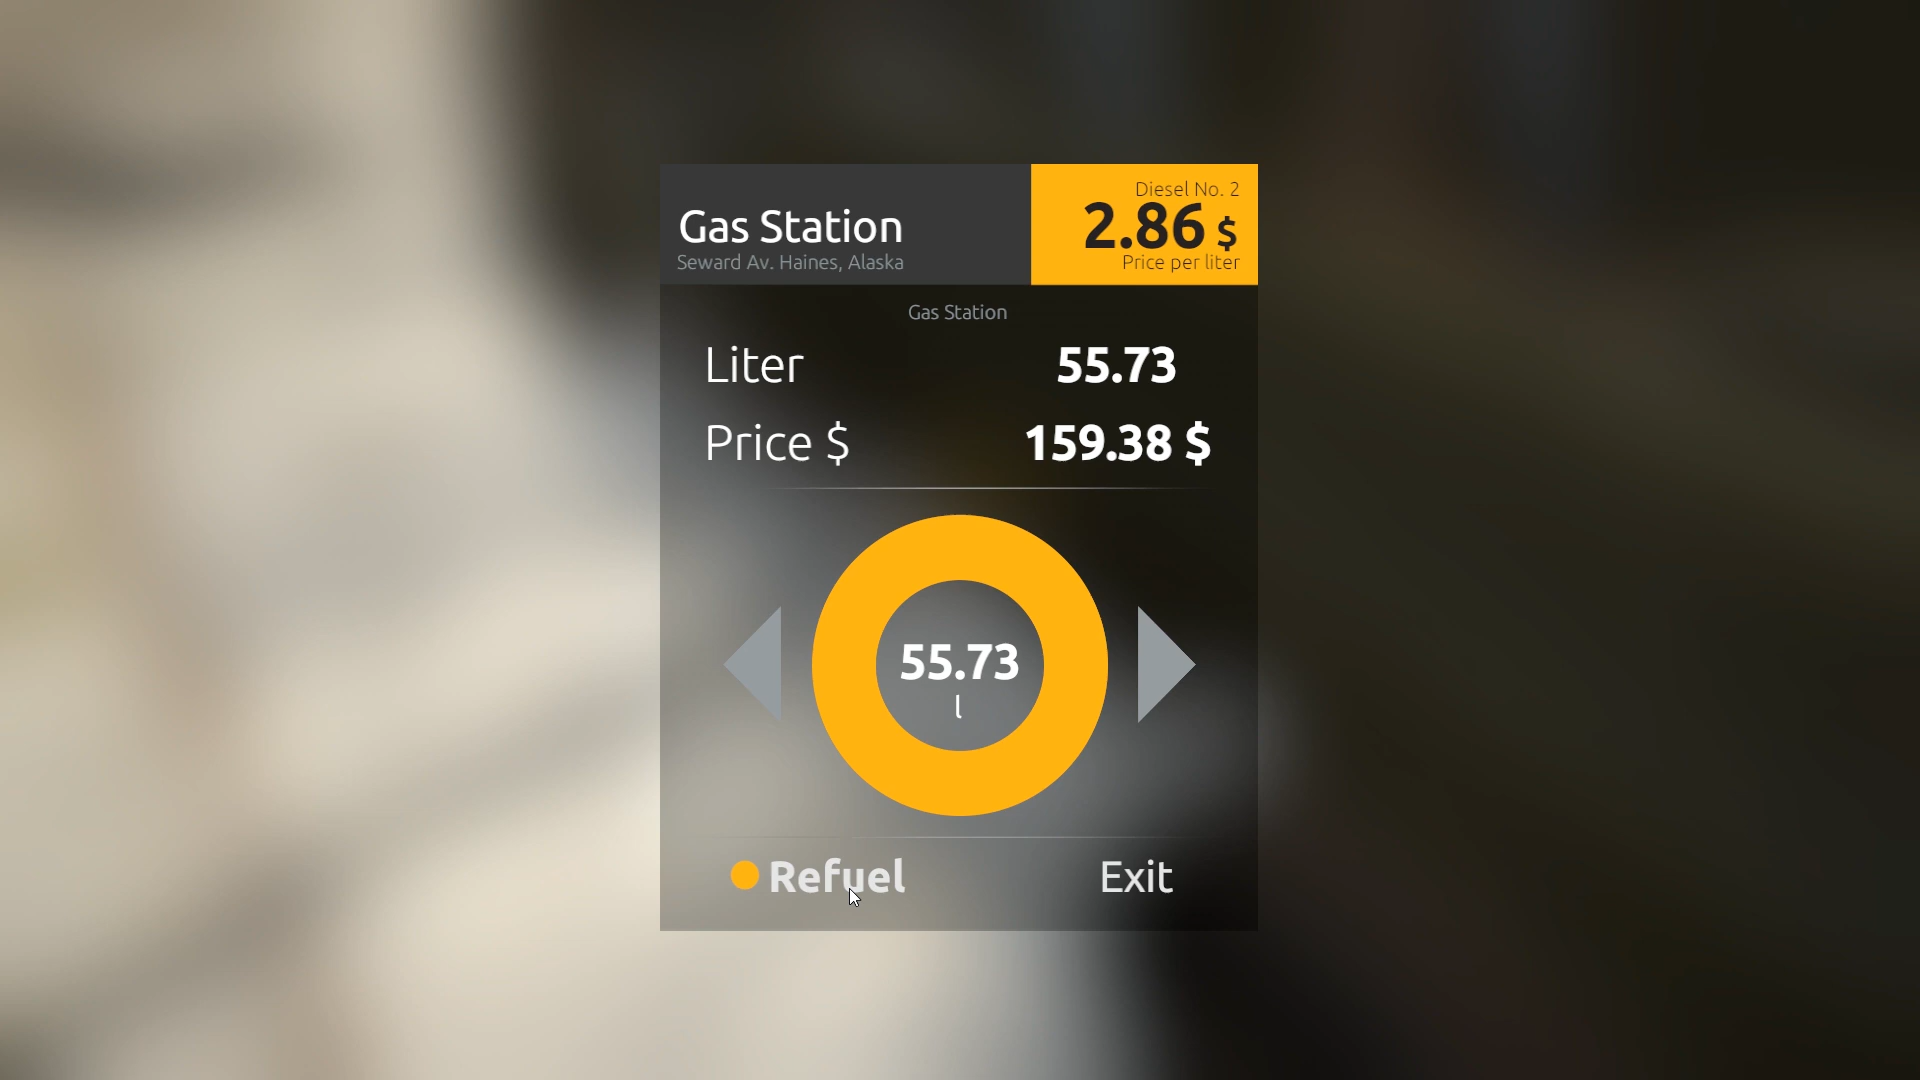 Gas Station
Seward Av. Haines, Alaska
Diesel No. 2
2.86 $
Price per liter
Gas Station
Liter 55.73
Price $ 159.38 $
55.73
l
Refuel Exit